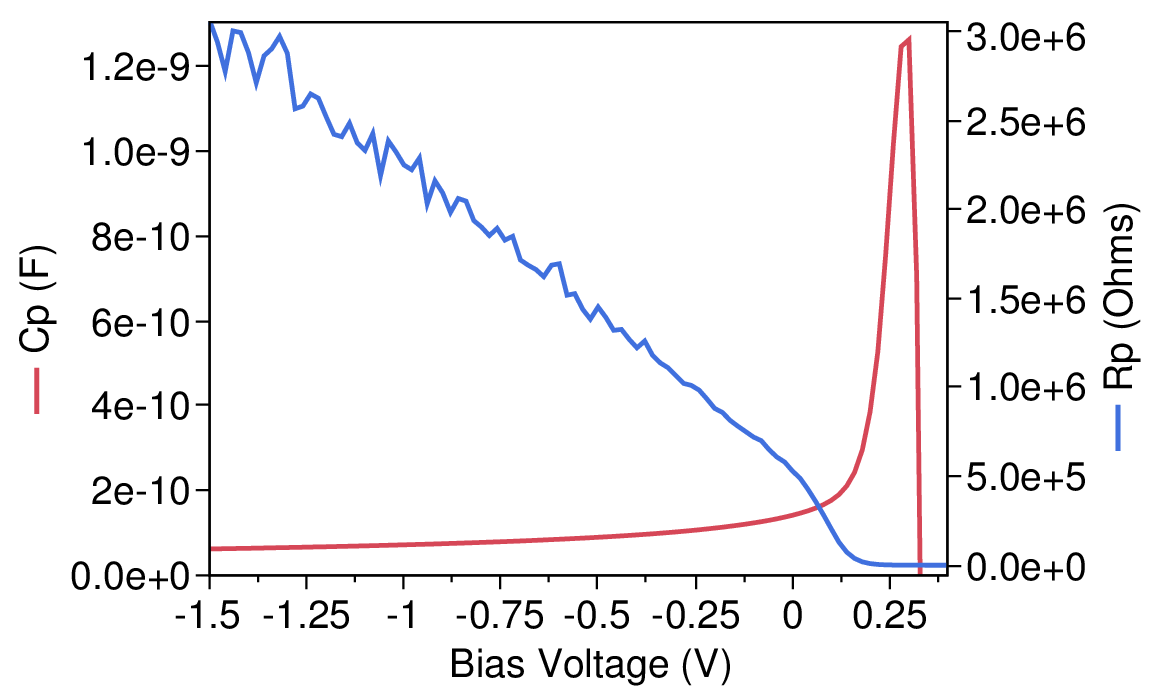 Cp (F)
1.2e-9
1.0e-9
8e-10
6e-10
4e-10
2e-10
0.0e+0
3.0e+6
2.5e+6
2.0e+6
1.5e+6
1.0e+6
5.0e+5
0.0e+0
Rp (Ohms)
-1.5 -1.25 -1 -0.75 -0.5 -0.25 0 0.25
Bias Voltage (V)